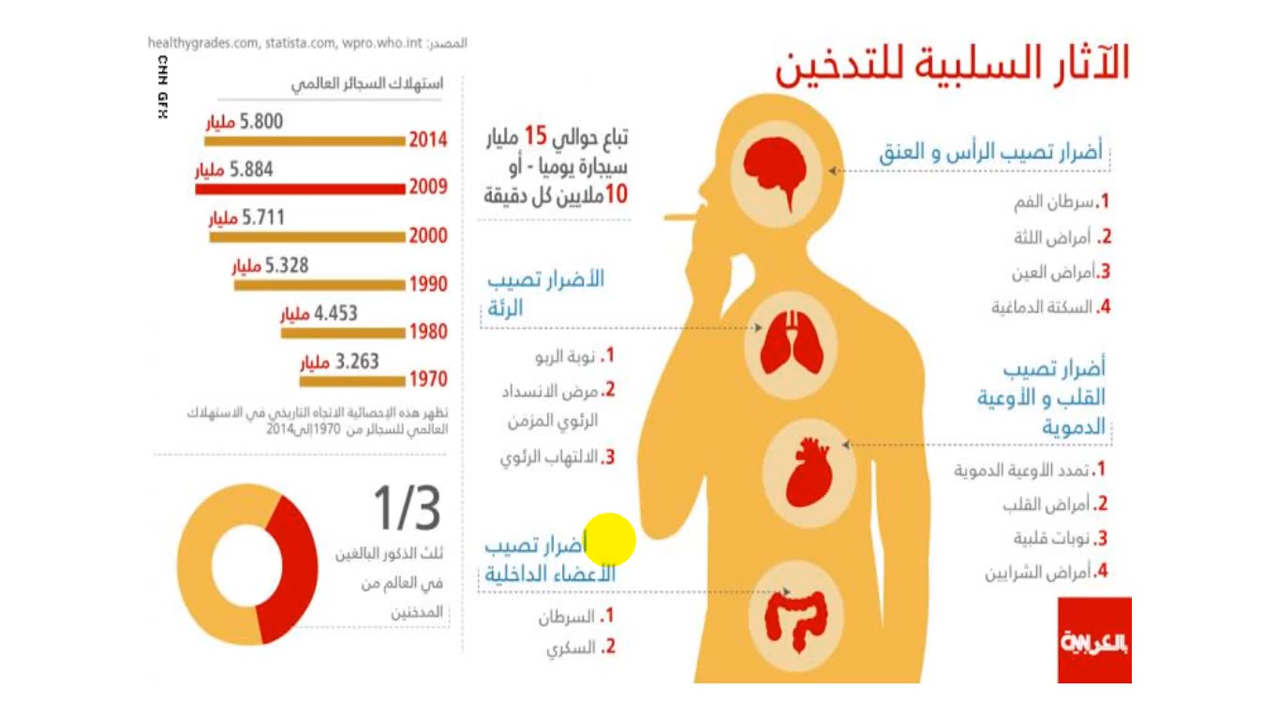 الآثار السلبية للتدخين
أضرار تصيب الرأس و العنق
1.سرطان الفم
2. أمراض اللثة
3.أمراض العين
4. السكتة الدماغية
أضرار تصيب
القلب و الأوعية
الدموية
1.تمدد الأوعية الدموية
2. أمراض القلب
3. نوبات قلبية
4.أمراض الشرايين
CNN بالعربية
تباع حوالي 15 مليار
سيجارة يوميا - أو
10ملايين كل دقيقة
الأضرار تصيب
الرئة
1. نوبة الربو
2.مرض الانسداد
الرئوي المزمن
3.الالتهاب الرئوي
أضرار تصيب
الأعضاء الداخلية
1. السرطان
2. السكري
المصدر: healthygrades.com, statista.com, wpro.who.int
CNN GFX
استهلاك السجائر العالمي
5.800 مليار
2014
5.884 مليار
2009
5.711 مليار
2000
5.328 مليار
1990
4.453 مليار
1980
3.263 مليار
1970
تظهر هذه الإحصائية الاتجاه التاريخي في الاستهلاك
العالمي للسجائر من 1970إلى2014
1/3
ثلث الذكور البالغين
في العالم من
المدخنين